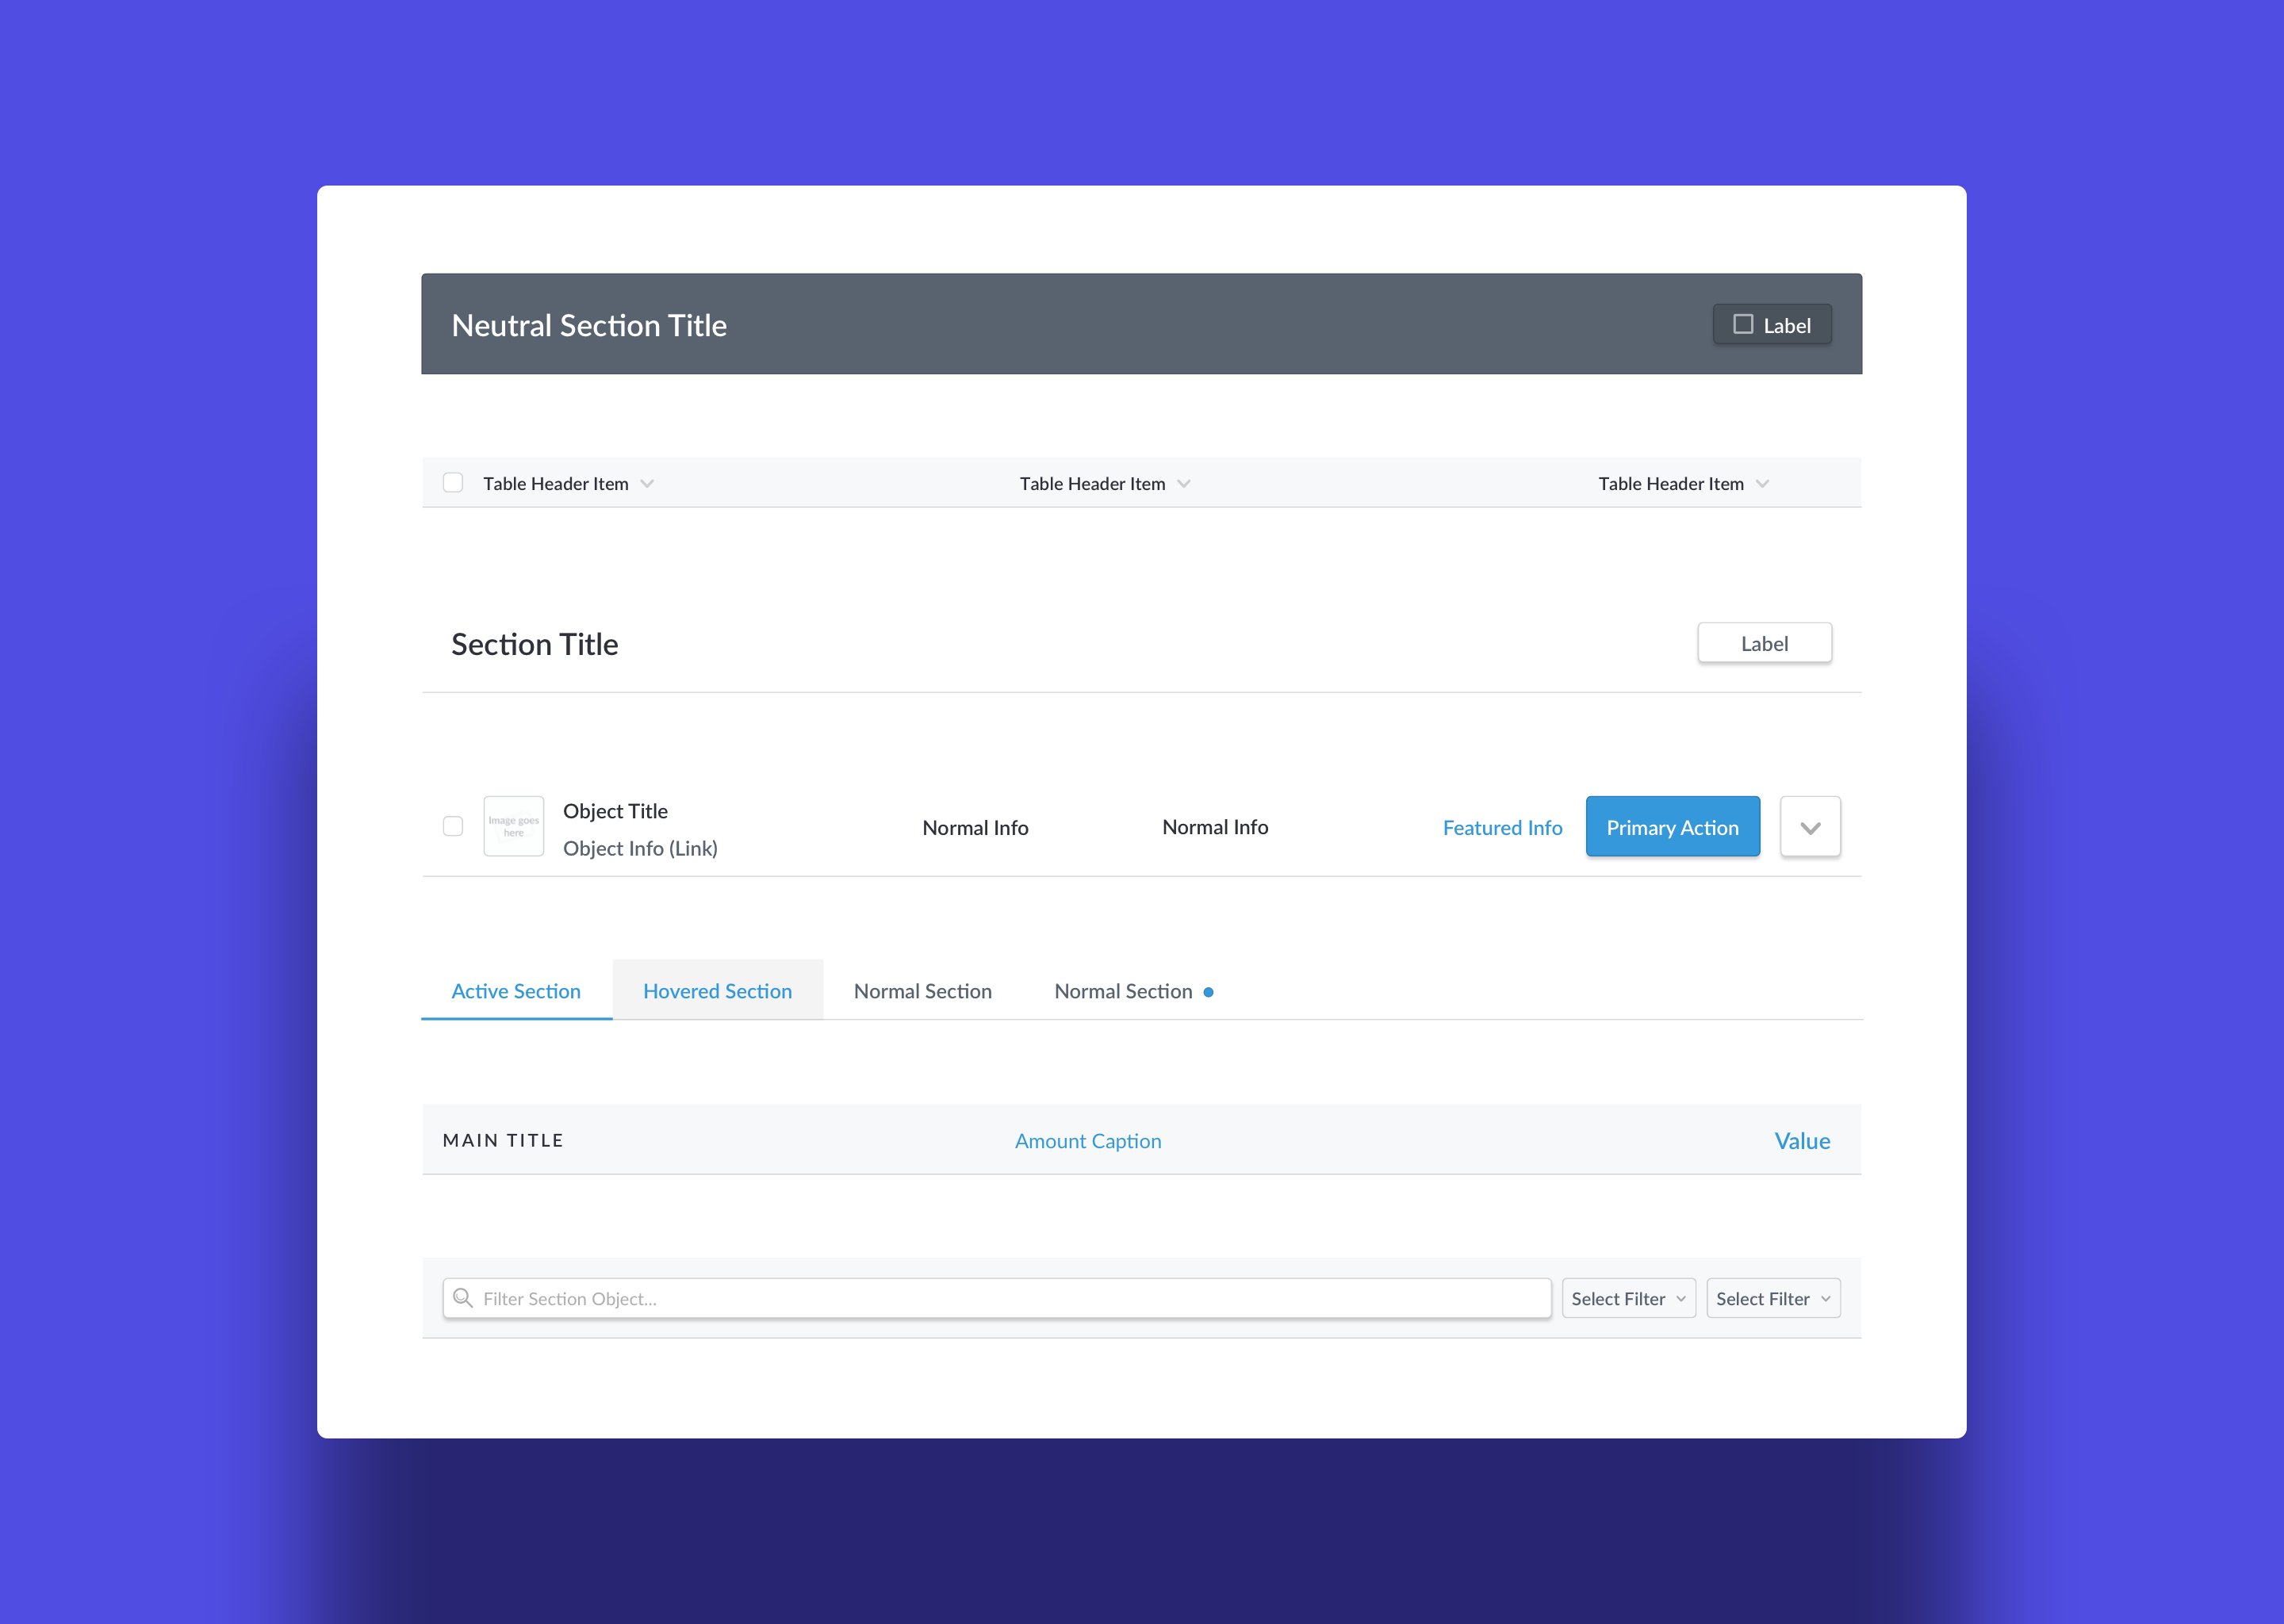 Neutral Section Title
Label
Table Header Item
Table Header Item
Table Header Item
Section Title
Label
Image goes
here
Object Title
Object Info (Link)
Normal Info
Normal Info
Featured Info
Primary Action
Active Section
Hovered Section
Normal Section
Normal Section
MAIN TITLE
Amount Caption
Value
Filter Section Object...
Select Filter
Select Filter